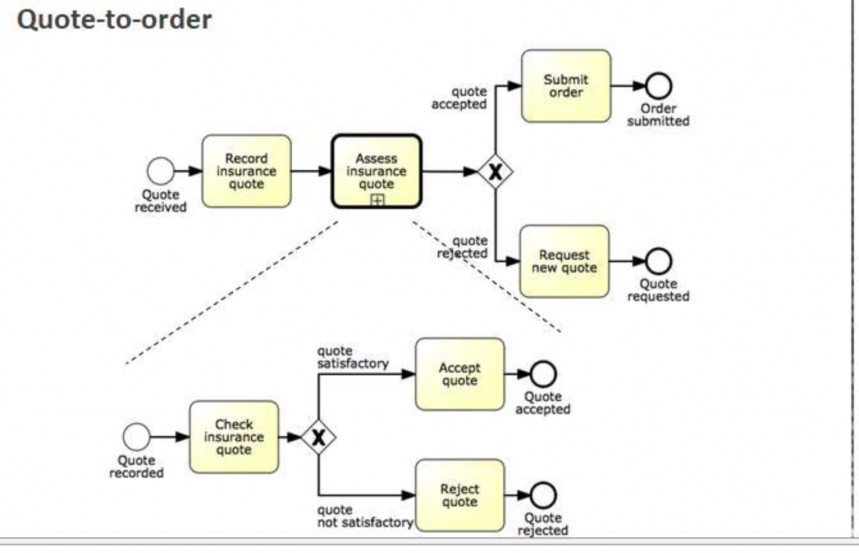 Quote-to-order
Submit
order
quote
accepted
Order
submitted
Record
insurance
quote
Assess
insurance
quote
X
Quote
received
quote
rejected
Request
new quote
Quote
requested
quote
satisfactory
Accept
quote
Quote
accepted
Check
insurance
quote
X
Quote
recorded
Reject
quote
quote
not satisfactory
Quote
rejected